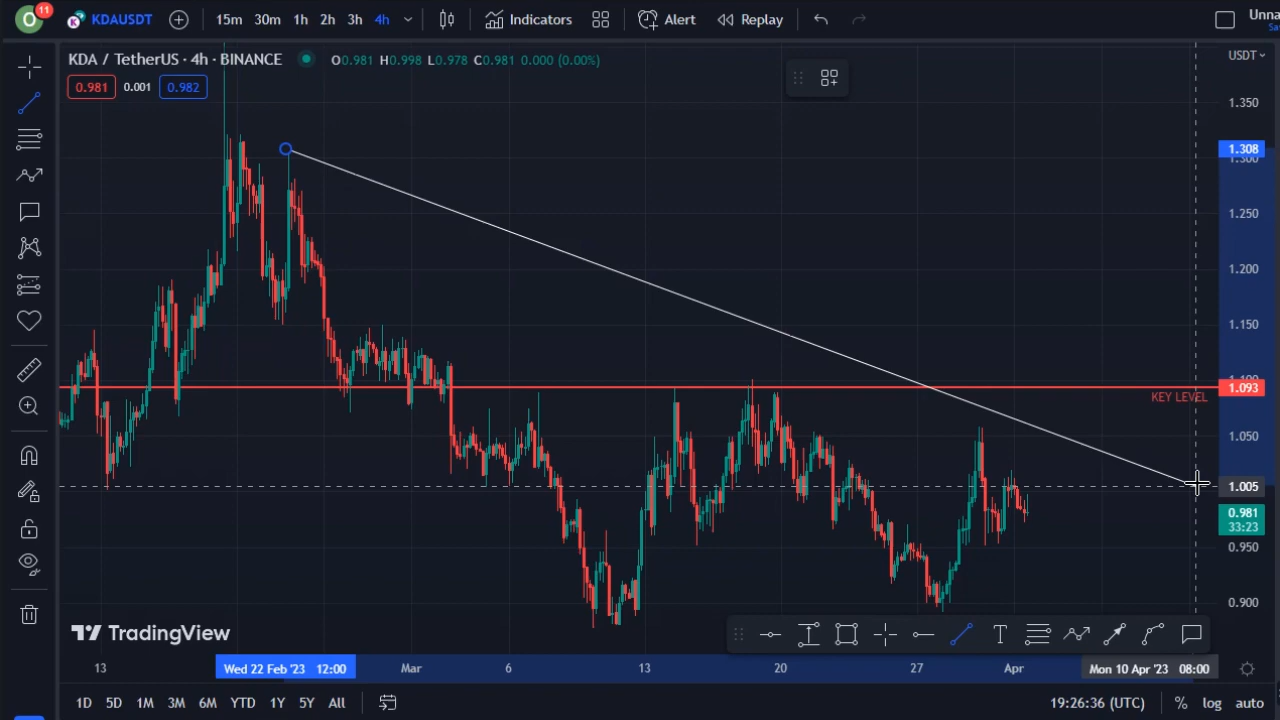 O 11 KDAUSDT 15m 30m 1h 2h 3h 4h Indicators Alert Replay Unna
KDA / TetherUS · 4h · BINANCE O0.981 H0.998 L0.978 C0.981 0.000 (0.00%) USDT
0.981 0.001 0.982
1.350
1.308
1.300
1.250
1.200
1.150
1.100
1.093
KEY LEVEL
1.050
1.005
0.981
33:23
0.950
0.900
TradingView
13 Wed 22 Feb '23 12:00 Mar 6 13 20 27 Apr Mon 10 Apr '23 08:00
1D 5D 1M 3M 6M YTD 1Y 5Y All 19:26:36 (UTC) % log auto